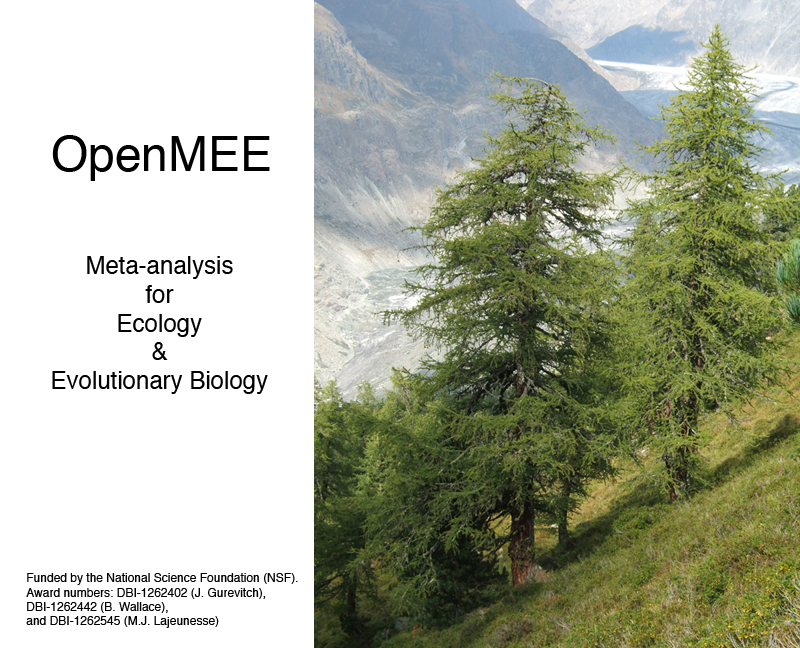 OpenMEE
Meta-analysis
for
Ecology
&
Evolutionary Biology
Funded by the National Science Foundation (NSF).
Award numbers: DBI-1262402 (J. Gurevitch),
DBI-1262442 (B. Wallace),
and DBI-1262545 (M.J. Lajeunesse)